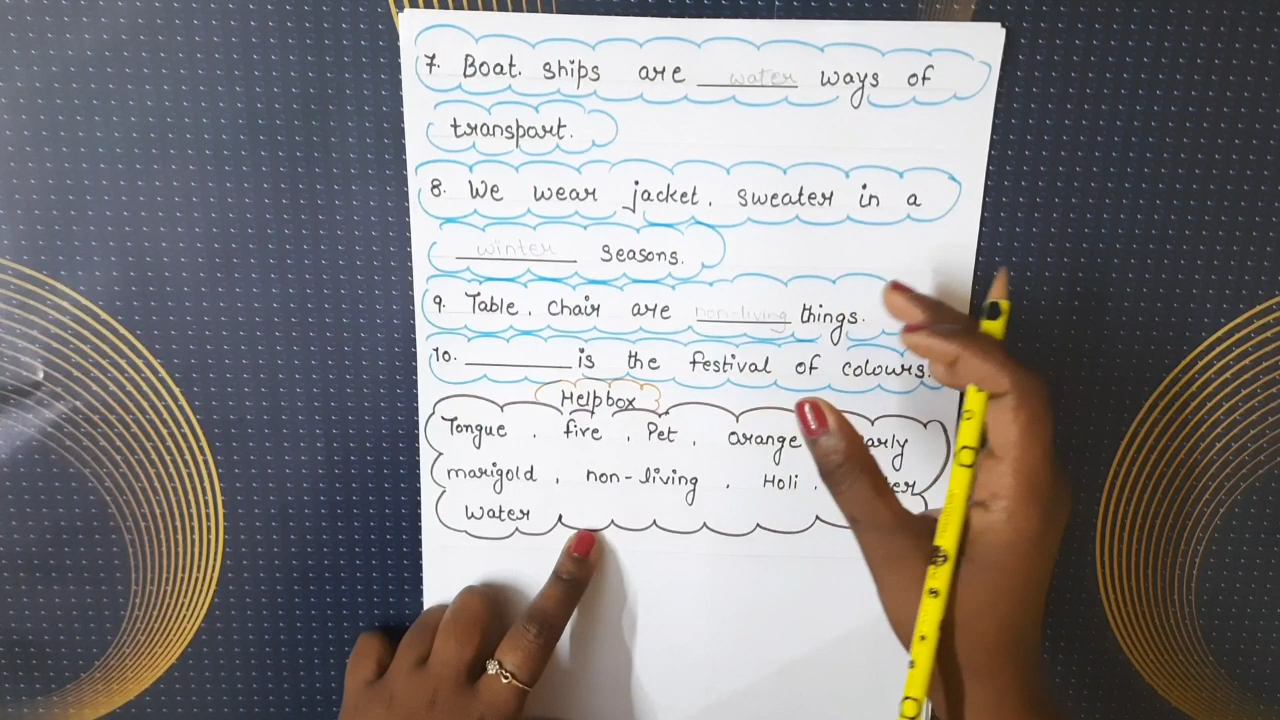 7. Boat. ships are water ways of
transport.
8. We wear jacket. sweater in a
winter seasons.
9. Table. chair are non-living things.
10. ________ is the festival of colours.
Helpbox
Tongue , five , Pet , orange
marigold , non-living , Holi ,
water